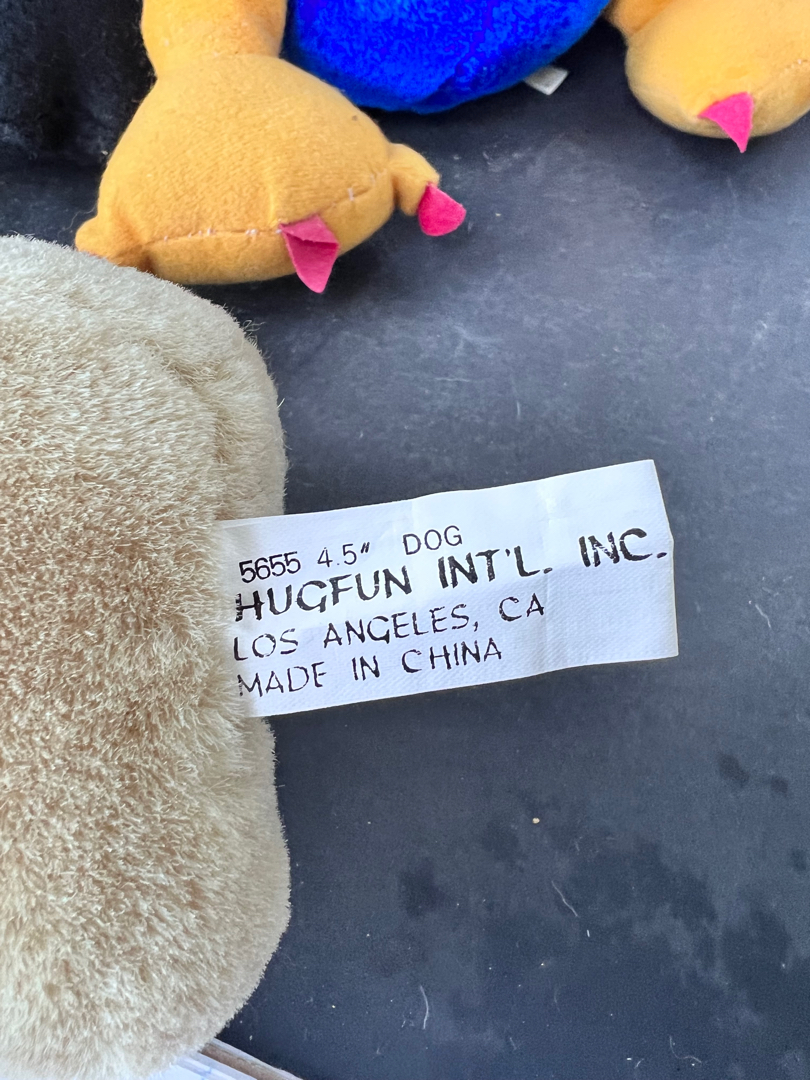 5655 4.5" DOG
HUGFUN INT'L. INC.
LOS ANGELES, CA
MADE IN CHINA